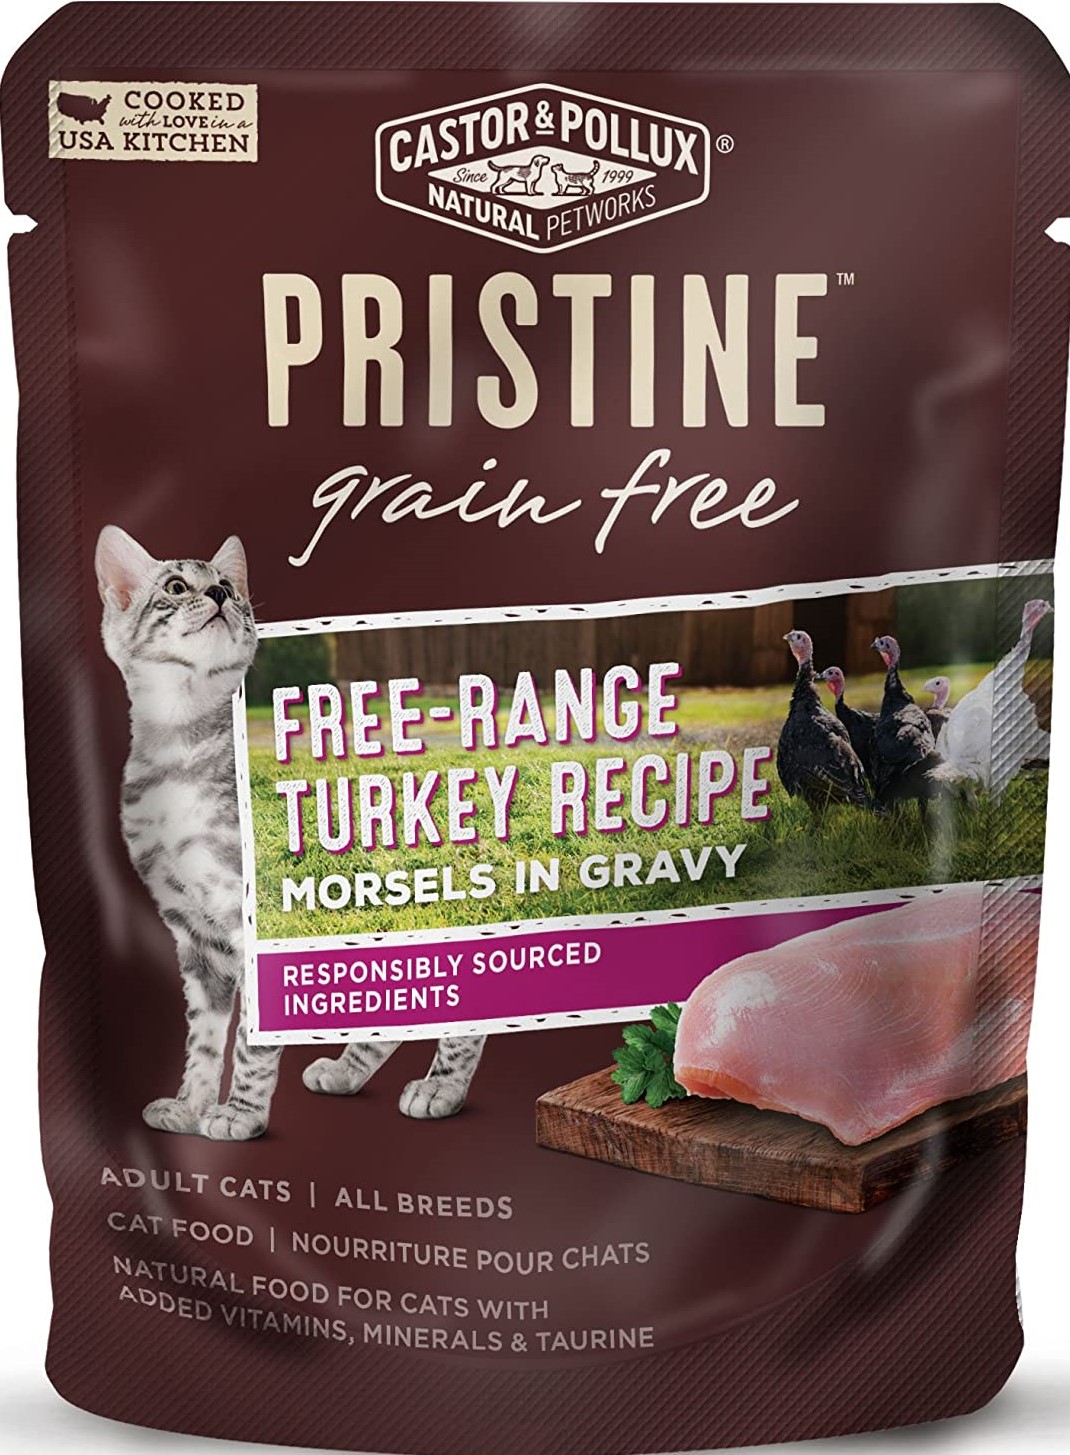 COOKED
with LOVE in a
USA KITCHEN
CASTOR & POLLUX®
Since 1999
NATURAL PETWORKS
PRISTINE™
grain free
FREE-RANGE
TURKEY RECIPE
MORSELS IN GRAVY
RESPONSIBLY SOURCED
INGREDIENTS
ADULT CATS | ALL BREEDS
CAT FOOD | NOURRITURE POUR CHATS
NATURAL FOOD FOR CATS WITH
ADDED VITAMINS, MINERALS & TAURINE